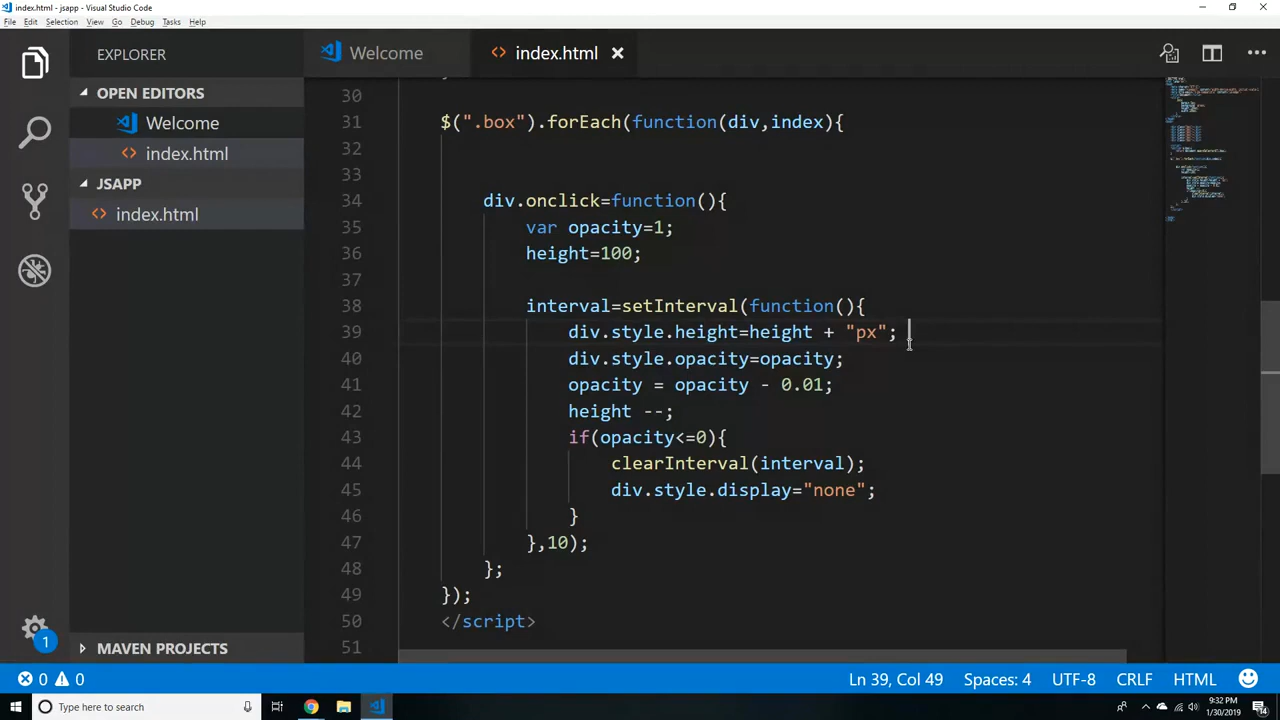 index.html - jsapp - Visual Studio Code
File Edit Selection View Go Debug Tasks Help
EXPLORER
OPEN EDITORS
Welcome
index.html
JSAPP
index.html
MAVEN PROJECTS
1
Welcome
index.html
30
31 $(".box").forEach(function(div,index){
32
33
34 div.onclick=function(){
35 var opacity=1;
36 height=100;
37
38 interval=setInterval(function(){
39 div.style.height=height + "px";
40 div.style.opacity=opacity;
41 opacity = opacity - 0.01;
42 height --;
43 if(opacity<=0){
44 clearInterval(interval);
45 div.style.display="none";
46 }
47 },10);
48 };
49 });
50 </script>
51
0 0 Ln 39, Col 49 Spaces: 4 UTF-8 CRLF HTML
Type here to search
9:32 PM
1/30/2019
14